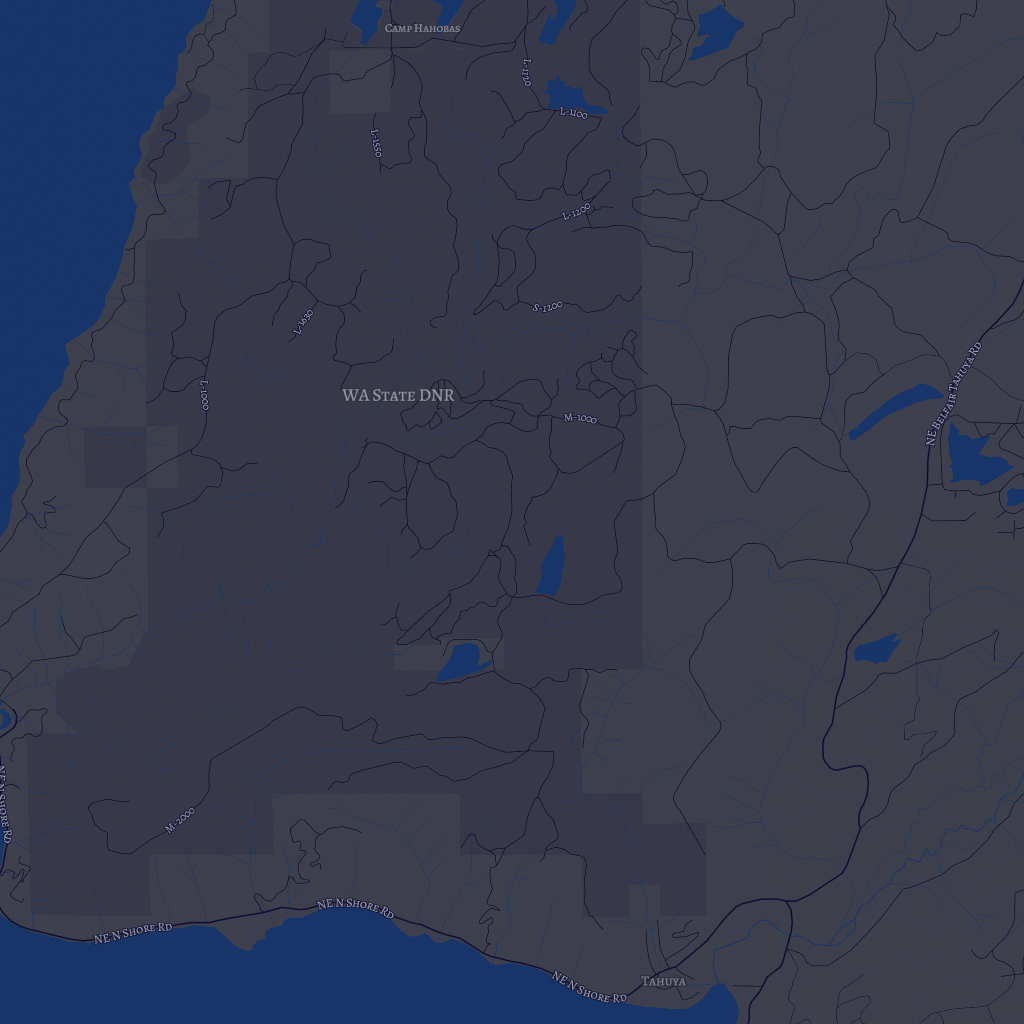 Camp Hahobas
L-1120
L-1100
L-1550
L-1200
S-1200
L-1630
NE Belfair Tahuya Rd
L-1000
WA State DNR
M-1000
NE N Shore Rd
M-2000
NE N Shore Rd
NE N Shore Rd
NE N Shore Rd
Tahuya